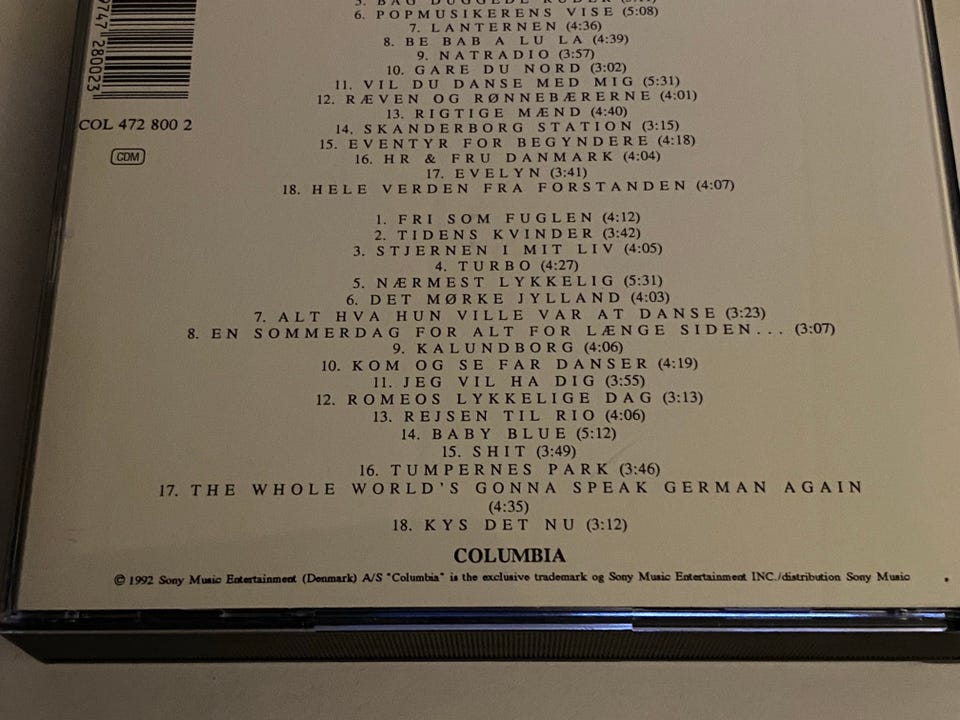 5. BAG DUGGEDE RUDER
6. POPMUSIKERENS VISE (5:08)
7. LANTERNEN (4:36)
8. BE BAB A LU LA (4:39)
9. NATRADIO (3:57)
10. GARE DU NORD (3:02)
11. VIL DU DANSE MED MIG (5:31)
12. RÆVEN OG RØNNEBÆRERNE (4:01)
13. RIGTIGE MÆND (4:40)
14. SKANDERBORG STATION (3:15)
15. EVENTYR FOR BEGYNDERE (4:18)
16. HR & FRU DANMARK (4:04)
17. EVELYN (3:41)
18. HELE VERDEN FRA FORSTANDEN (4:07)
9747 280023
COL 472 800 2
CDM
1. FRI SOM FUGLEN (4:12)
2. TIDENS KVINDER (3:42)
3. STJERNEN I MIT LIV (4:05)
4. TURBO (4:27)
5. NÆRMEST LYKKELIG (5:31)
6. DET MØRKE JYLLAND (4:03)
7. ALT HVA HUN VILLE VAR AT DANSE (3:23)
8. EN SOMMERDAG FOR ALT FOR LÆNGE SIDEN... (3:07)
9. KALUNDBORG (4:06)
10. KOM OG SE FAR DANSER (4:19)
11. JEG VIL HA DIG (3:55)
12. ROMEOS LYKKELIGE DAG (3:13)
13. REJSEN TIL RIO (4:06)
14. BABY BLUE (5:12)
15. SHIT (3:49)
16. TUMPERNES PARK (3:46)
17. THE WHOLE WORLD'S GONNA SPEAK GERMAN AGAIN
(4:35)
18. KYS DET NU (3:12)
COLUMBIA
© 1992 Sony Music Entertainment (Denmark) A/S "Columbia" is the exclusive trademark og Sony Music Entertainment INC./distribution Sony Music